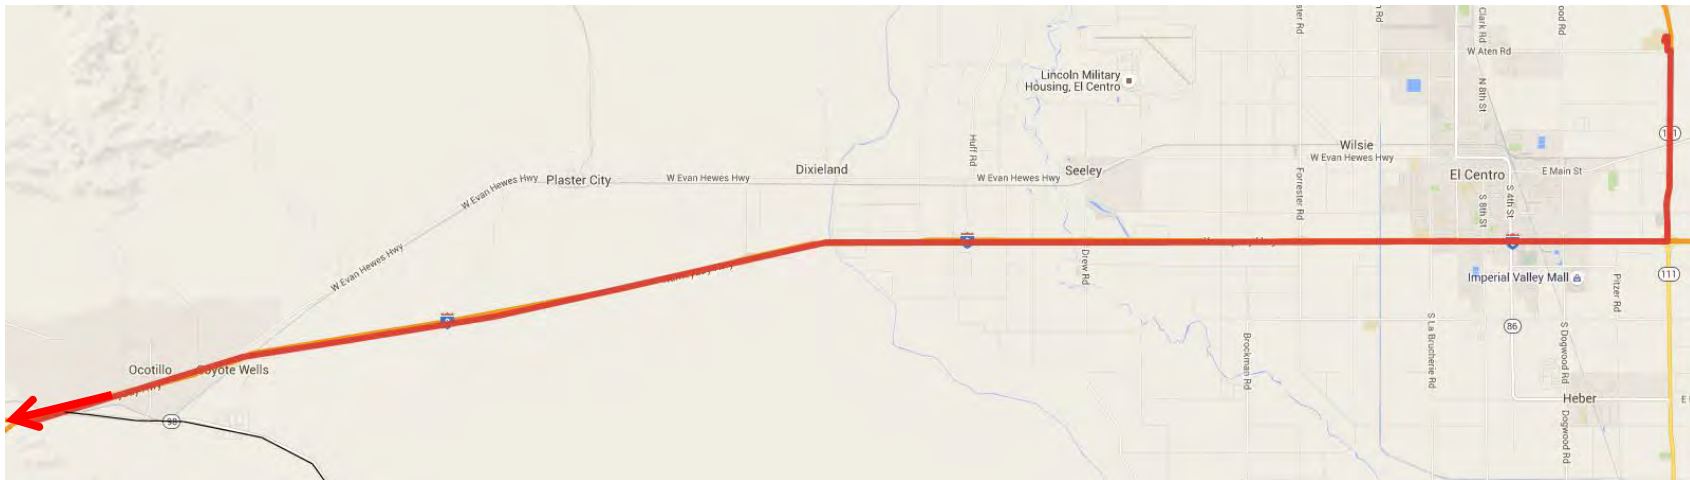 Clark Rd
W Aten Rd
Lincoln Military
Housing, El Centro
N 8th St
Huff Rd
Wilsie
W Evan Hewes Hwy
Dixieland
Seeley
El Centro
E Main St
W Evan Hewes Hwy
Plaster City
W Evan Hewes Hwy
W Evan Hewes Hwy
Forrester Rd
S 8th St
S 4th St
W Evan Hewes Hwy
Drew Rd
Imperial Valley Mall
111
Pitzer Rd
86
S La Brucherie Rd
S Dogwood Rd
Brockman Rd
Ocotillo
Wells
98
Heber
Dogwood Rd
E